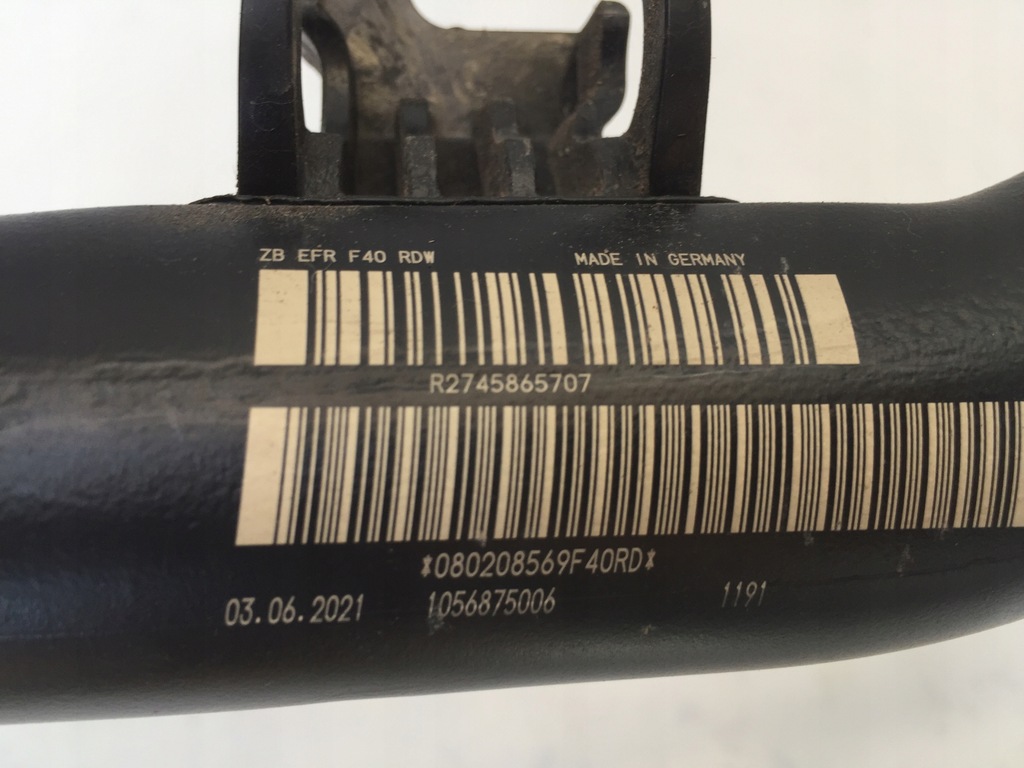 ZB EFR F40 RDW MADE IN GERMANY
R2745865707
*080208569F40RD*
03.06.2021 1056875006 1191